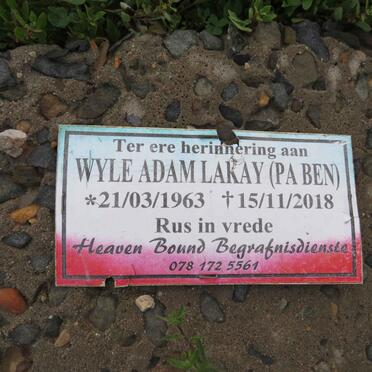 Ter ere herinnering aan
WYLE ADAM LAKAY (PA BEN)
*21/03/1963 †15/11/2018
Rus in vrede
Heaven Bound Begrafnisdienste
078 172 5561